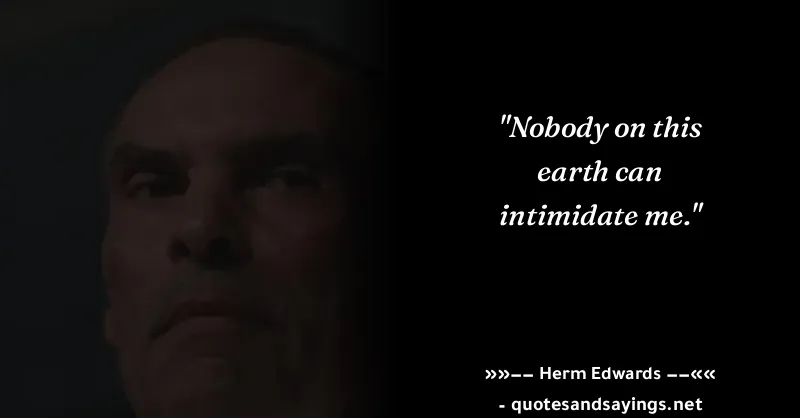 "Nobody on this
earth can
intimidate me."
»»−− Herm Edwards −−««
- quotesandsayings.net